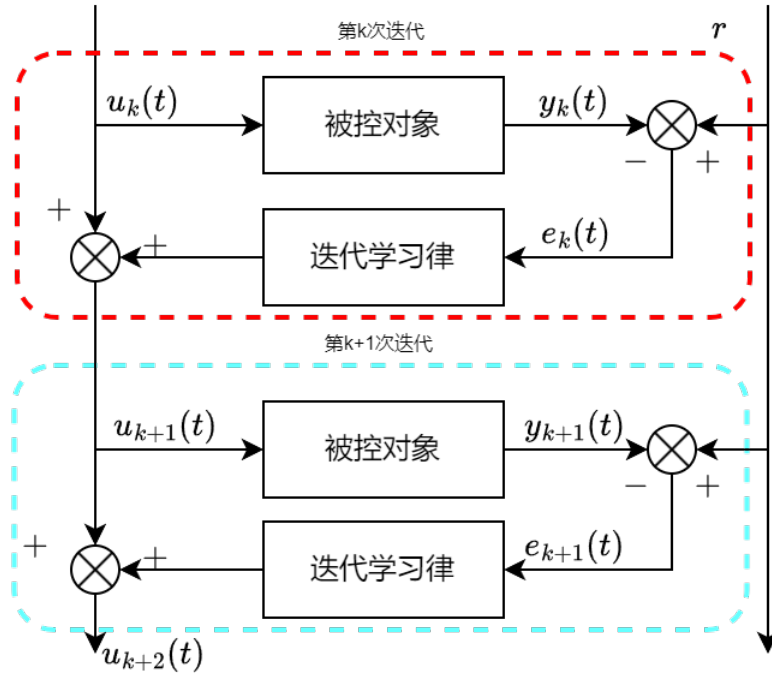 第k次迭代
r
u_k(t)
被控对象
y_k(t)
−
+
+
+
迭代学习律
e_k(t)
第k+1次迭代
u_{k+1}(t)
被控对象
y_{k+1}(t)
−
+
+
+
迭代学习律
e_{k+1}(t)
u_{k+2}(t)